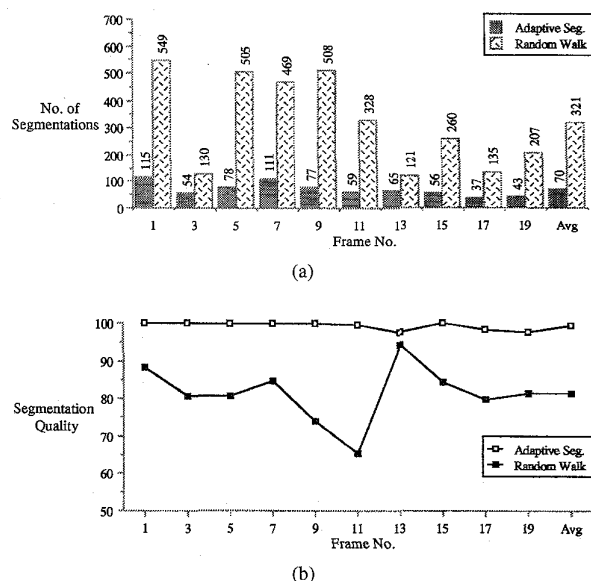 700
600
500
400
300
200
100
0
No. of
Segmentations
Adaptive Seg.
Random Walk
115 549 54 130 78 505 111 469 77 508 59 328 65 121 56 260 37 135 43 207 70 321
1 3 5 7 9 11 13 15 17 19 Avg
Frame No.
(a)
100
90
80
70
60
50
Segmentation
Quality
Adaptive Seg.
Random Walk
1 3 5 7 9 11 13 15 17 19 Avg
Frame No.
(b)